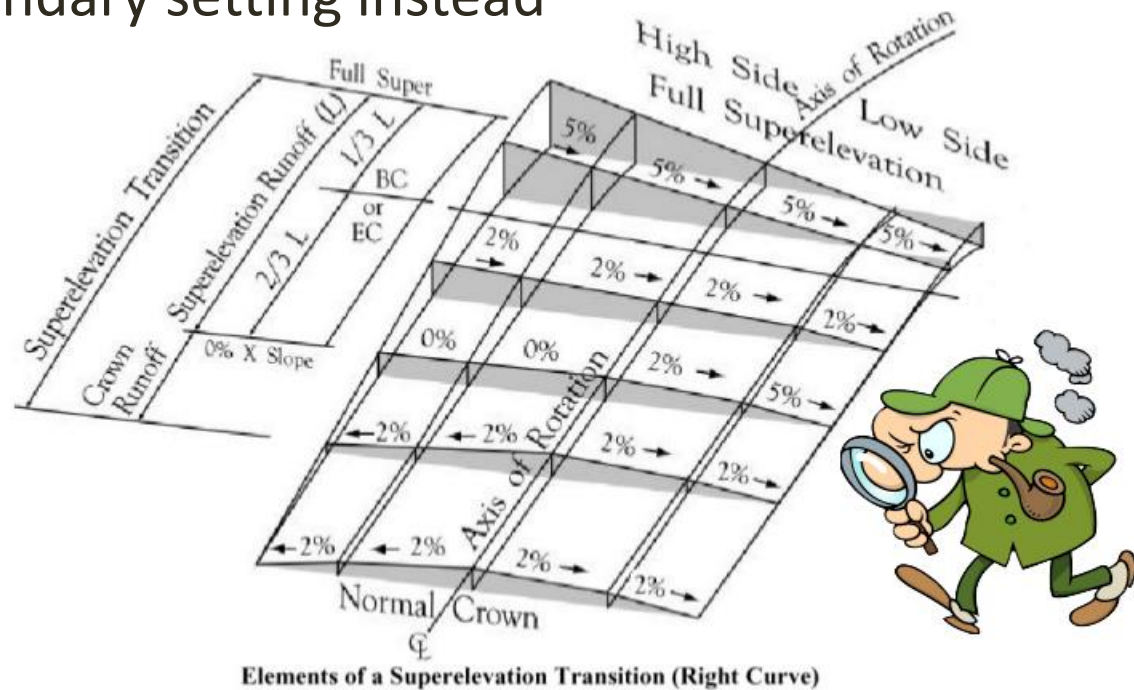 ndary setting instead
High Side
Axis of Rotation
Low Side
Full Superelevation
Full Super
Superelevation Transition
Superelevation Runoff (L)
1/3 L
BC
or
EC
2/3 L
Crown
Runoff
0% X Slope
5%
5%
5%
5%
2%
2%
2%
2%
0%
0%
2%
5%
2%
2%
2%
2%
Axis of Rotation
2%
2%
2%
2%
Normal Crown
℄
Elements of a Superelevation Transition (Right Curve)